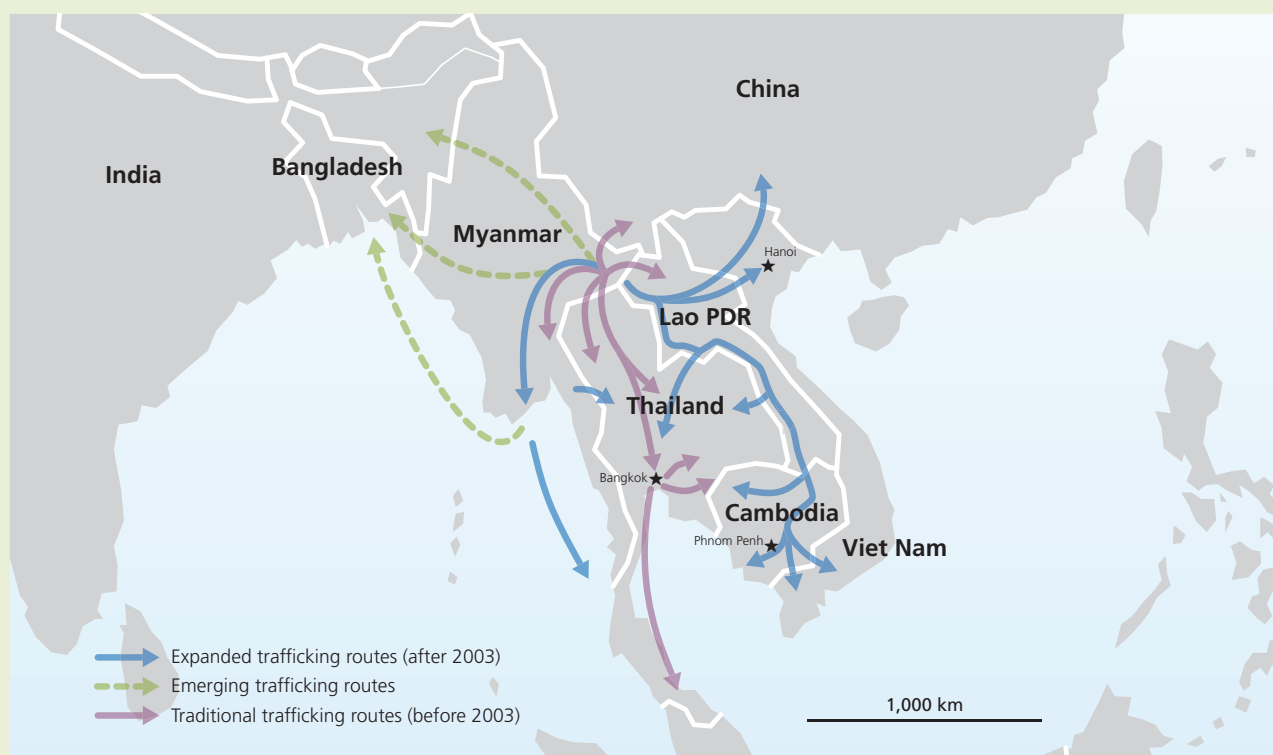 China
India
Bangladesh
Myanmar
Hanoi
Lao PDR
Thailand
Bangkok
Cambodia
Phnom Penh
Viet Nam
Expanded trafficking routes (after 2003)
Emerging trafficking routes
Traditional trafficking routes (before 2003)
1,000 km